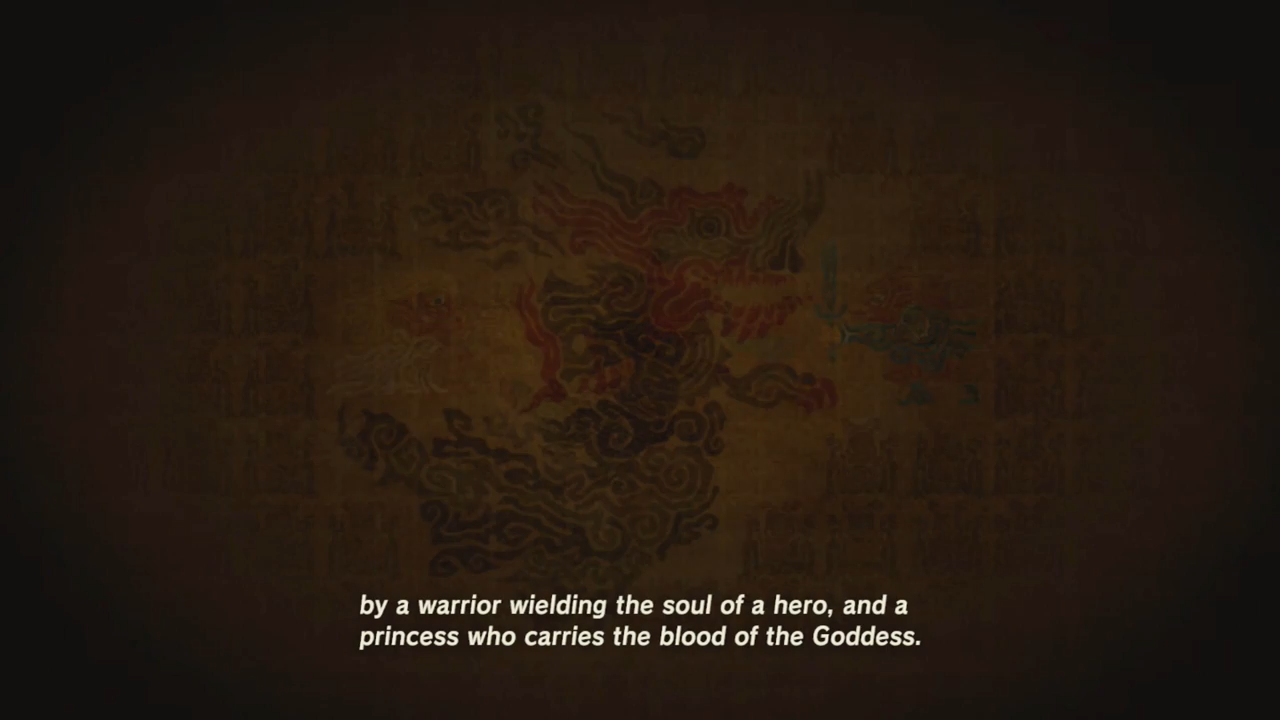 by a warrior wielding the soul of a hero, and a
princess who carries the blood of the Goddess.